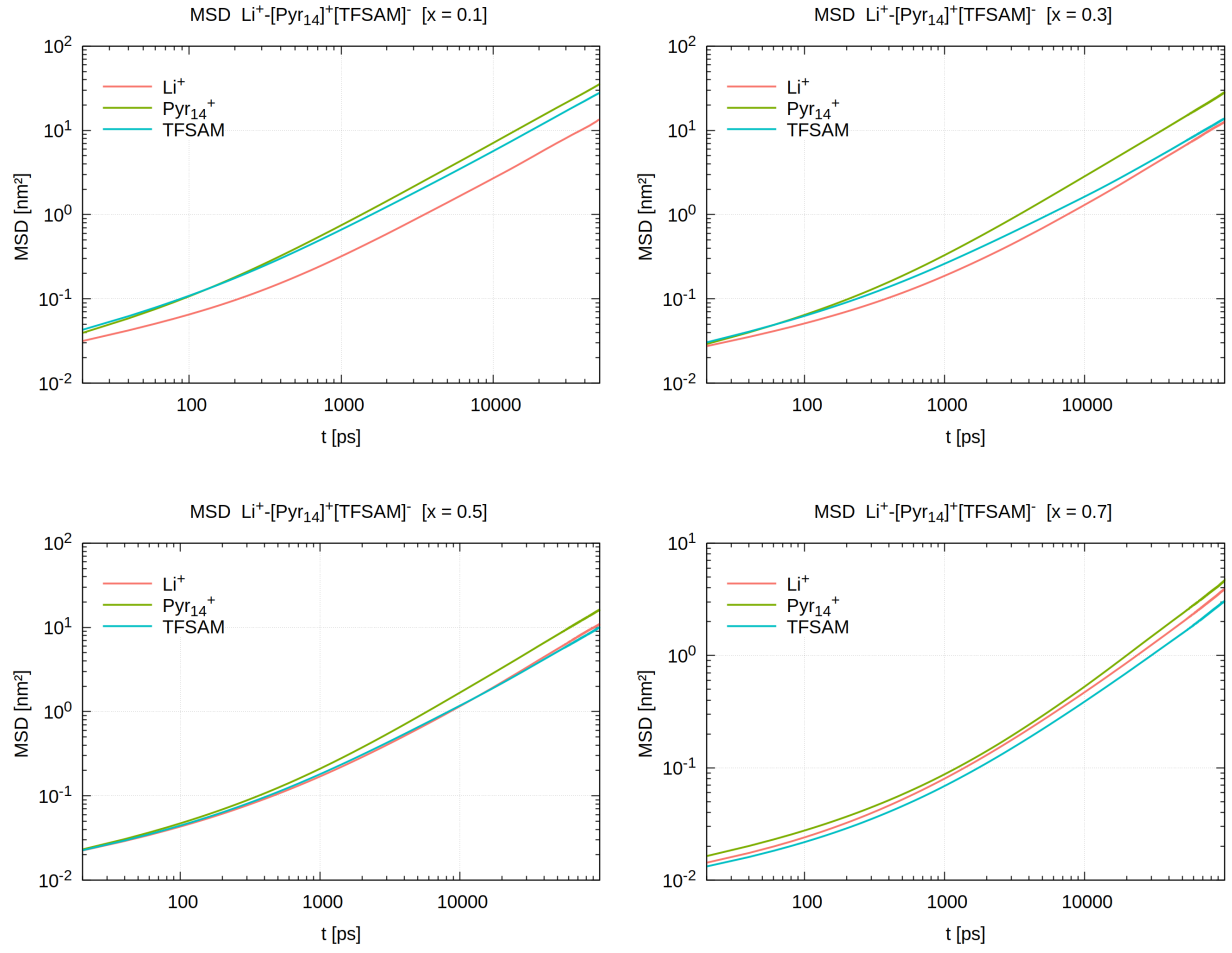 MSD Li⁺-[Pyr₁₄]⁺[TFSAM]⁻ [x = 0.1]
10²
10¹
10⁰
10⁻¹
10⁻²
MSD [nm²]
Li⁺
Pyr₁₄⁺
TFSAM
100 1000 10000
t [ps]
MSD Li⁺-[Pyr₁₄]⁺[TFSAM]⁻ [x = 0.3]
10²
10¹
10⁰
10⁻¹
10⁻²
MSD [nm²]
Li⁺
Pyr₁₄⁺
TFSAM
100 1000 10000
t [ps]
MSD Li⁺-[Pyr₁₄]⁺[TFSAM]⁻ [x = 0.5]
10²
10¹
10⁰
10⁻¹
10⁻²
MSD [nm²]
Li⁺
Pyr₁₄⁺
TFSAM
100 1000 10000
t [ps]
MSD Li⁺-[Pyr₁₄]⁺[TFSAM]⁻ [x = 0.7]
10¹
10⁰
10⁻¹
10⁻²
MSD [nm²]
Li⁺
Pyr₁₄⁺
TFSAM
100 1000 10000
t [ps]